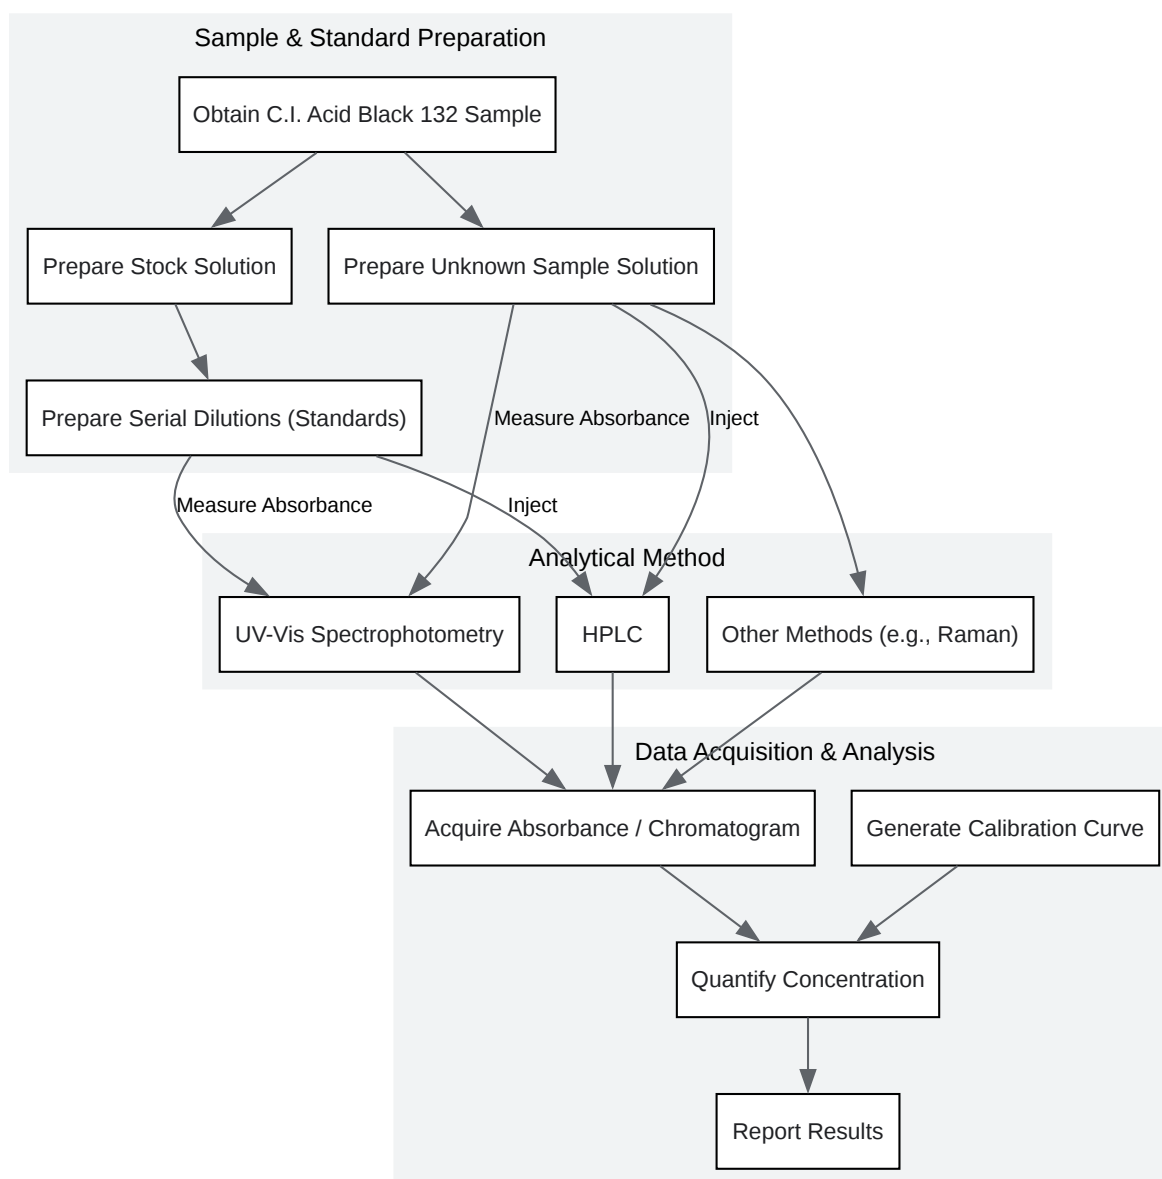 Sample & Standard Preparation
Obtain C.I. Acid Black 132 Sample
Prepare Stock Solution
Prepare Unknown Sample Solution
Prepare Serial Dilutions (Standards)
Measure Absorbance
Inject
Measure Absorbance
Inject
Analytical Method
UV-Vis Spectrophotometry
HPLC
Other Methods (e.g., Raman)
Data Acquisition & Analysis
Acquire Absorbance / Chromatogram
Generate Calibration Curve
Quantify Concentration
Report Results